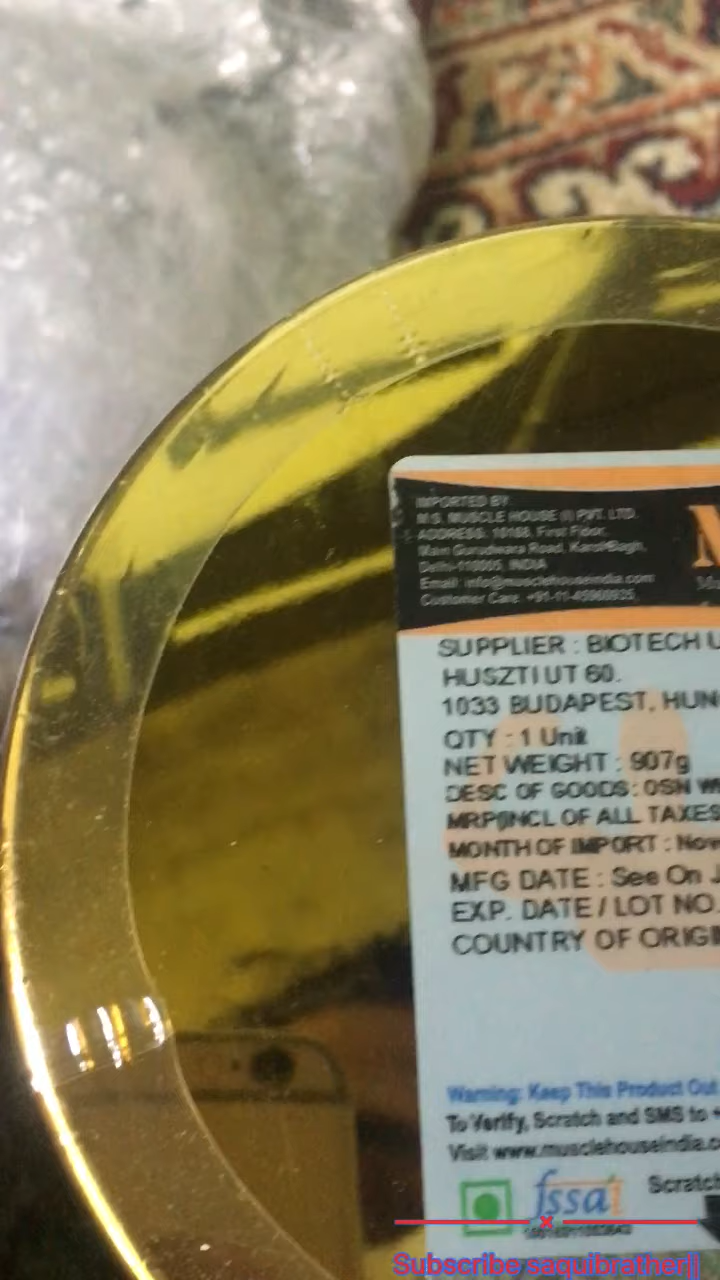 IMPORTED BY
M.S. MUSCLE HOUSE (I) PVT. LTD.
ADDRESS: 10188, First Floor,
Main Gurudwara Road, KarolBagh,
Delhi-110005, INDIA
Email: info@musclehouseindia.com
Customer Care: +91-11-45960935,
M
SUPPLIER : BIOTECH U
HUSZTI UT 60.
1033 BUDAPEST, HUN
QTY : 1 Unit
NET WEIGHT : 907g
DESC OF GOODS: OSN
MRP(INCL OF ALL TAXES
MONTH OF IMPORT : Nov
MFG DATE : See On J
EXP. DATE / LOT NO.
COUNTRY OF ORIGI
Warning: Keep This Product Out
To Verify, Scratch and SMS to +
Visit www.musclehouseindia.c
fssai
Scratch
Subscribe saquibrather